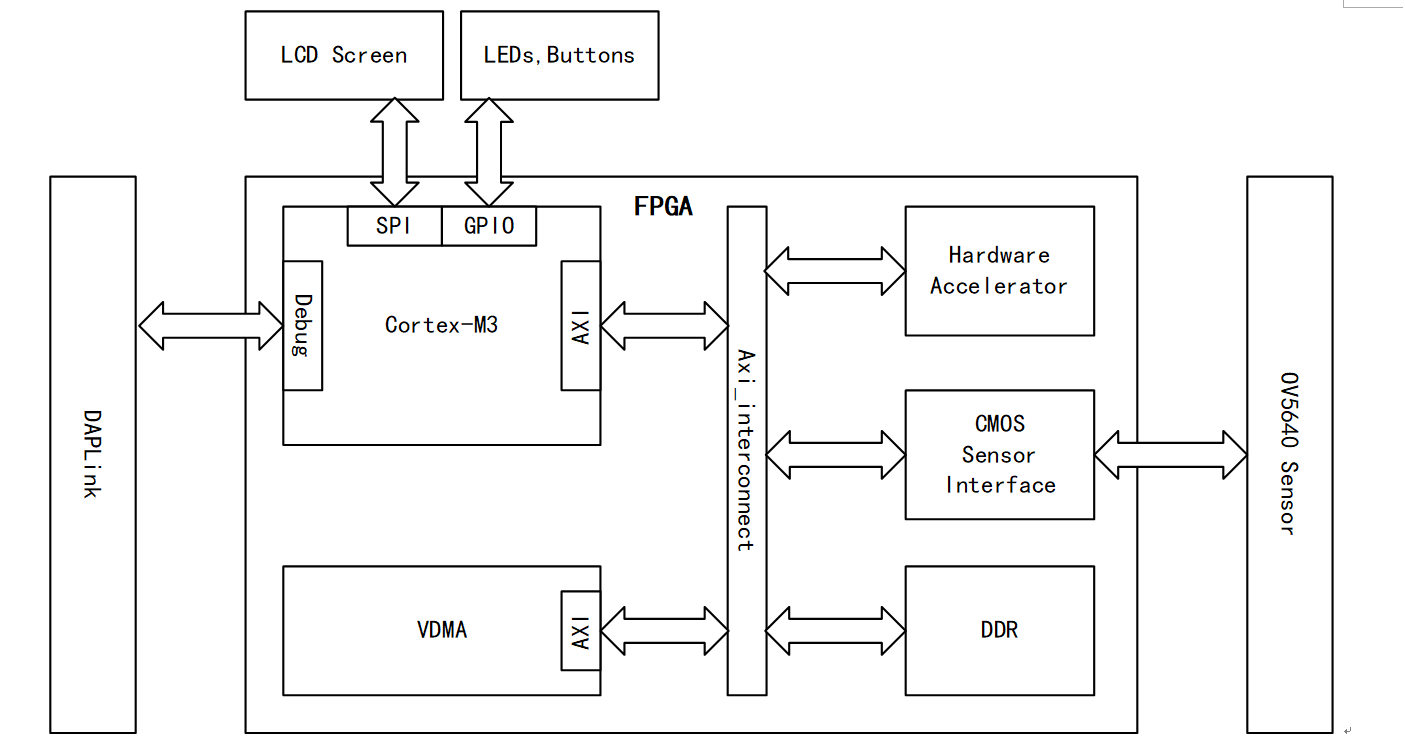 LCD Screen
LEDs,Buttons
FPGA
SPI
GPIO
Debug
Cortex-M3
AXI
Axi_interconnect
Hardware
Accelerator
CMOS
Sensor
Interface
VDMA
AXI
DDR
DAPLink
OV5640 Sensor